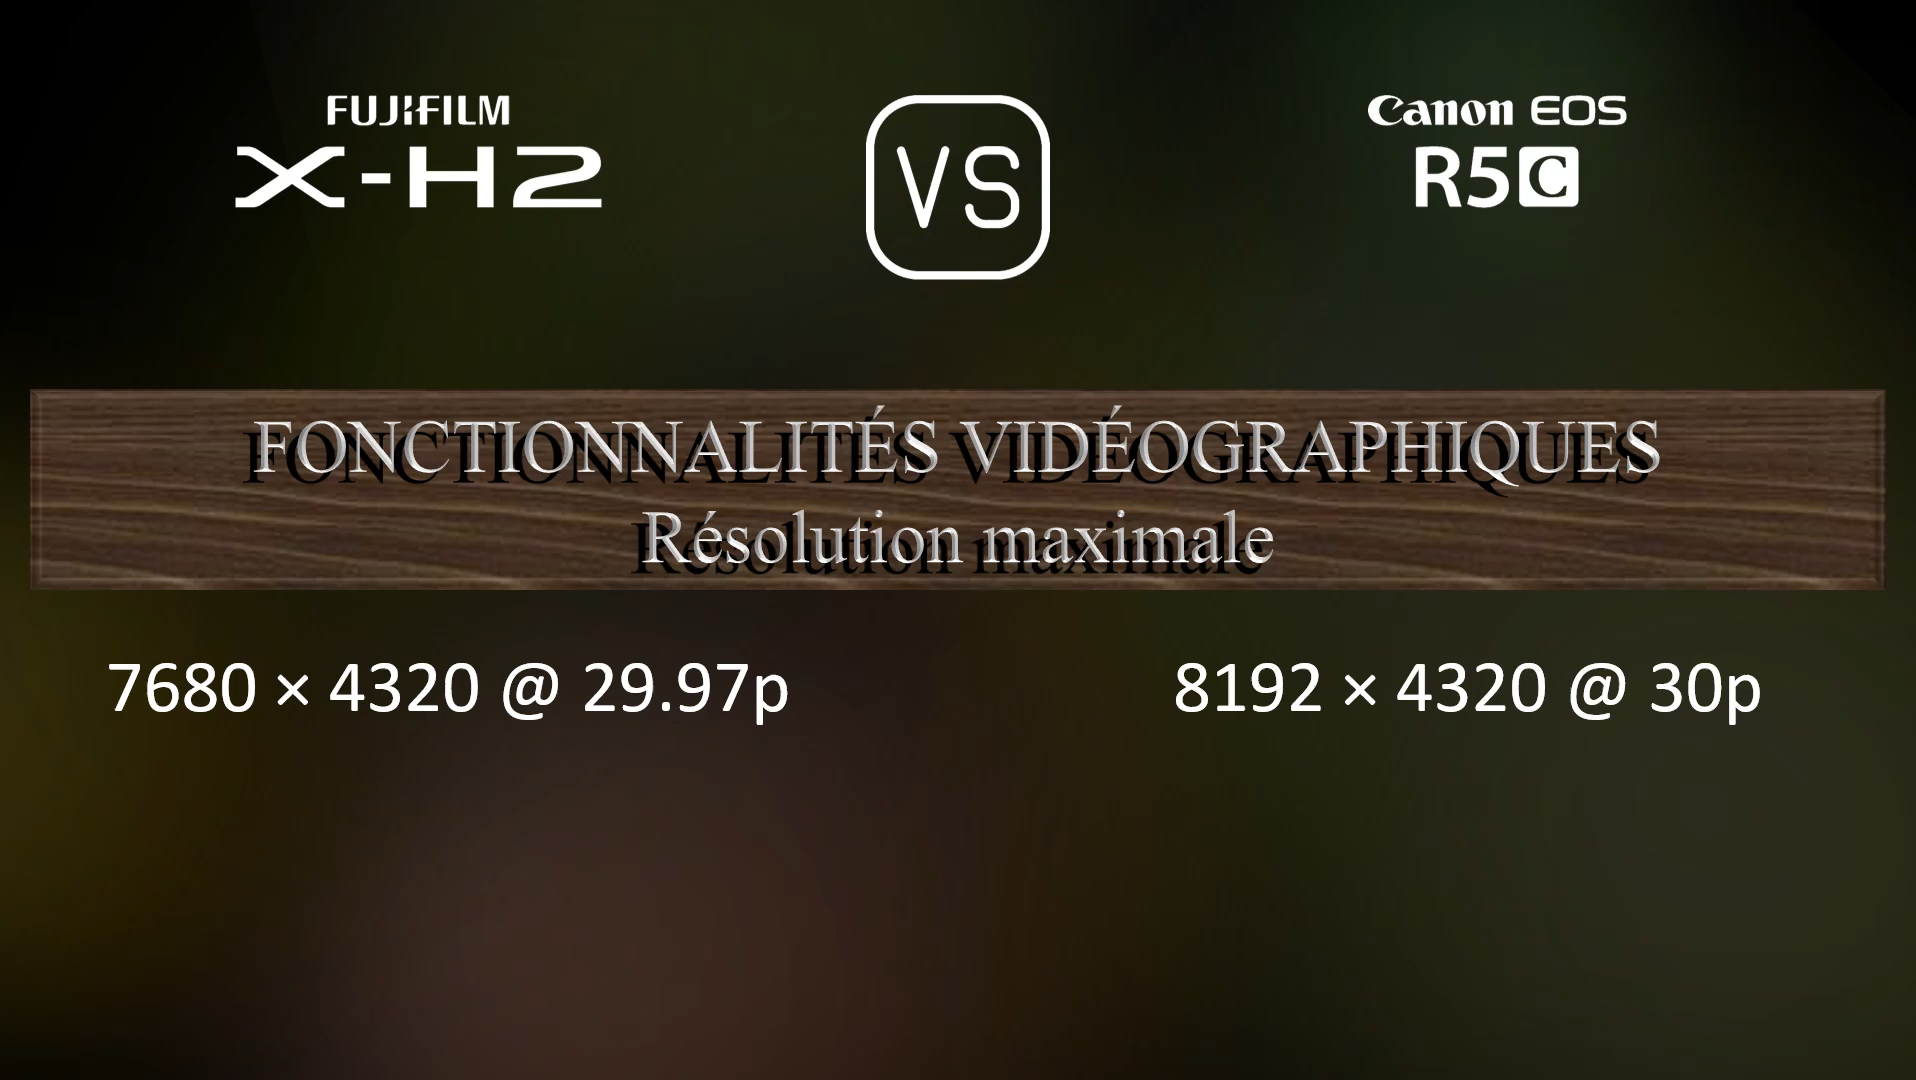 FUJIFILM
X-H2
VS
Canon EOS
R5C
FONCTIONNALITÉS VIDÉOGRAPHIQUES
Résolution maximale
7680 × 4320 @ 29.97p
8192 × 4320 @ 30p